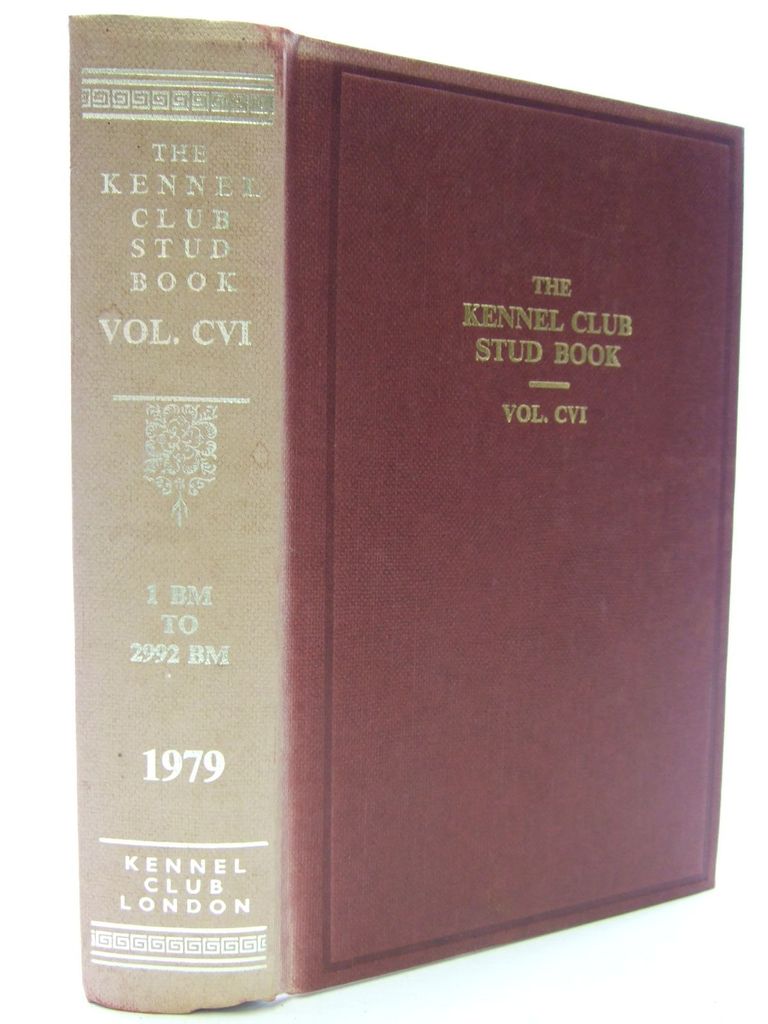 THE
KENNEL
CLUB
STUD
BOOK
VOL. CVI
1 BM
TO
2992 BM
1979
KENNEL
CLUB
LONDON
THE
KENNEL CLUB
STUD BOOK
VOL. CVI